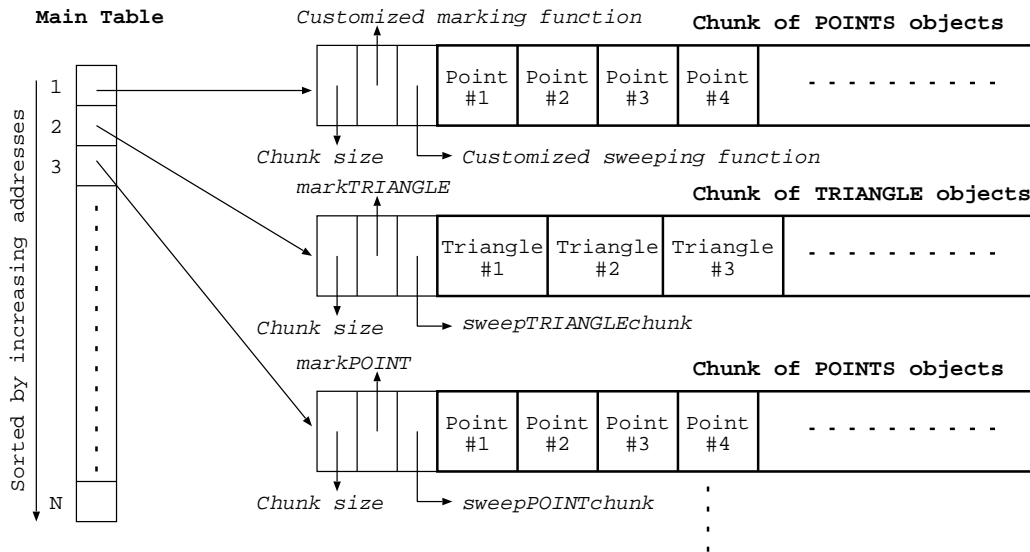 Main Table
Sorted by increasing addresses
1
2
3
N
Customized marking function
Chunk of POINTS objects
Point #1
Point #2
Point #3
Point #4
Chunk size
Customized sweeping function
markTRIANGLE
Chunk of TRIANGLE objects
Triangle #1
Triangle #2
Triangle #3
Chunk size
sweepTRIANGLEchunk
markPOINT
Chunk of POINTS objects
Point #1
Point #2
Point #3
Point #4
Chunk size
sweepPOINTchunk